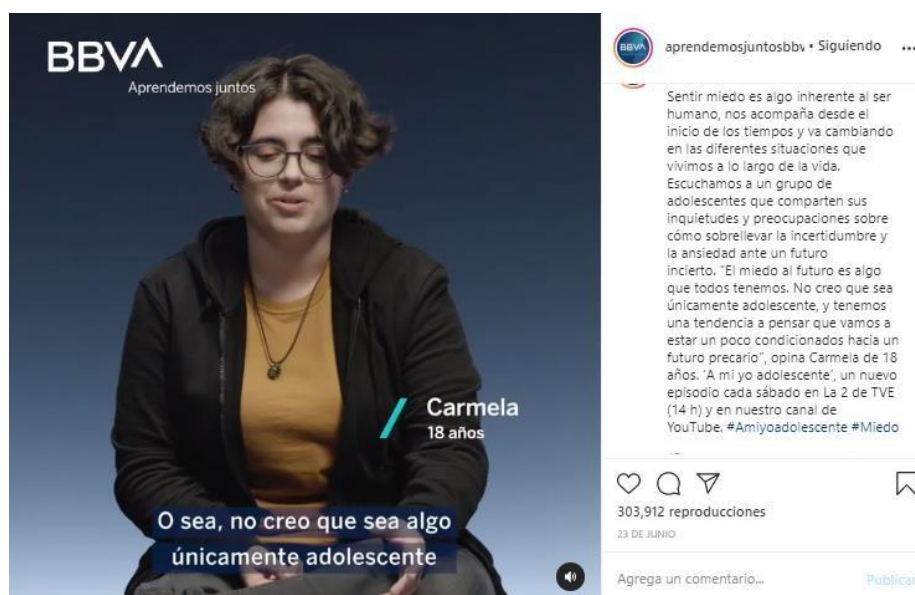 BBVA
Aprendemos juntos
Carmela
18 años
O sea, no creo que sea algo
únicamente adolescente
BBVA
aprendemosjuntosbbv • Siguiendo
Sentir miedo es algo inherente al ser
humano, nos acompaña desde el
inicio de los tiempos y va cambiando
en las diferentes situaciones que
vivimos a lo largo de la vida.
Escuchamos a un grupo de
adolescentes que comparten sus
inquietudes y preocupaciones sobre
cómo sobrellevar la incertidumbre y
la ansiedad ante un futuro
incierto. "El miedo al futuro es algo
que todos tenemos. No creo que sea
únicamente adolescente, y tenemos
una tendencia a pensar que vamos a
estar un poco condicionados hacia un
futuro precario", opina Carmela de 18
años. 'A mi yo adolescente', un nuevo
episodio cada sábado en La 2 de TVE
(14 h) y en nuestro canal de
YouTube. #Amiyoadolescente #Miedo
303,912 reproducciones
23 DE JUNIO
Agrega un comentario...
Publicar